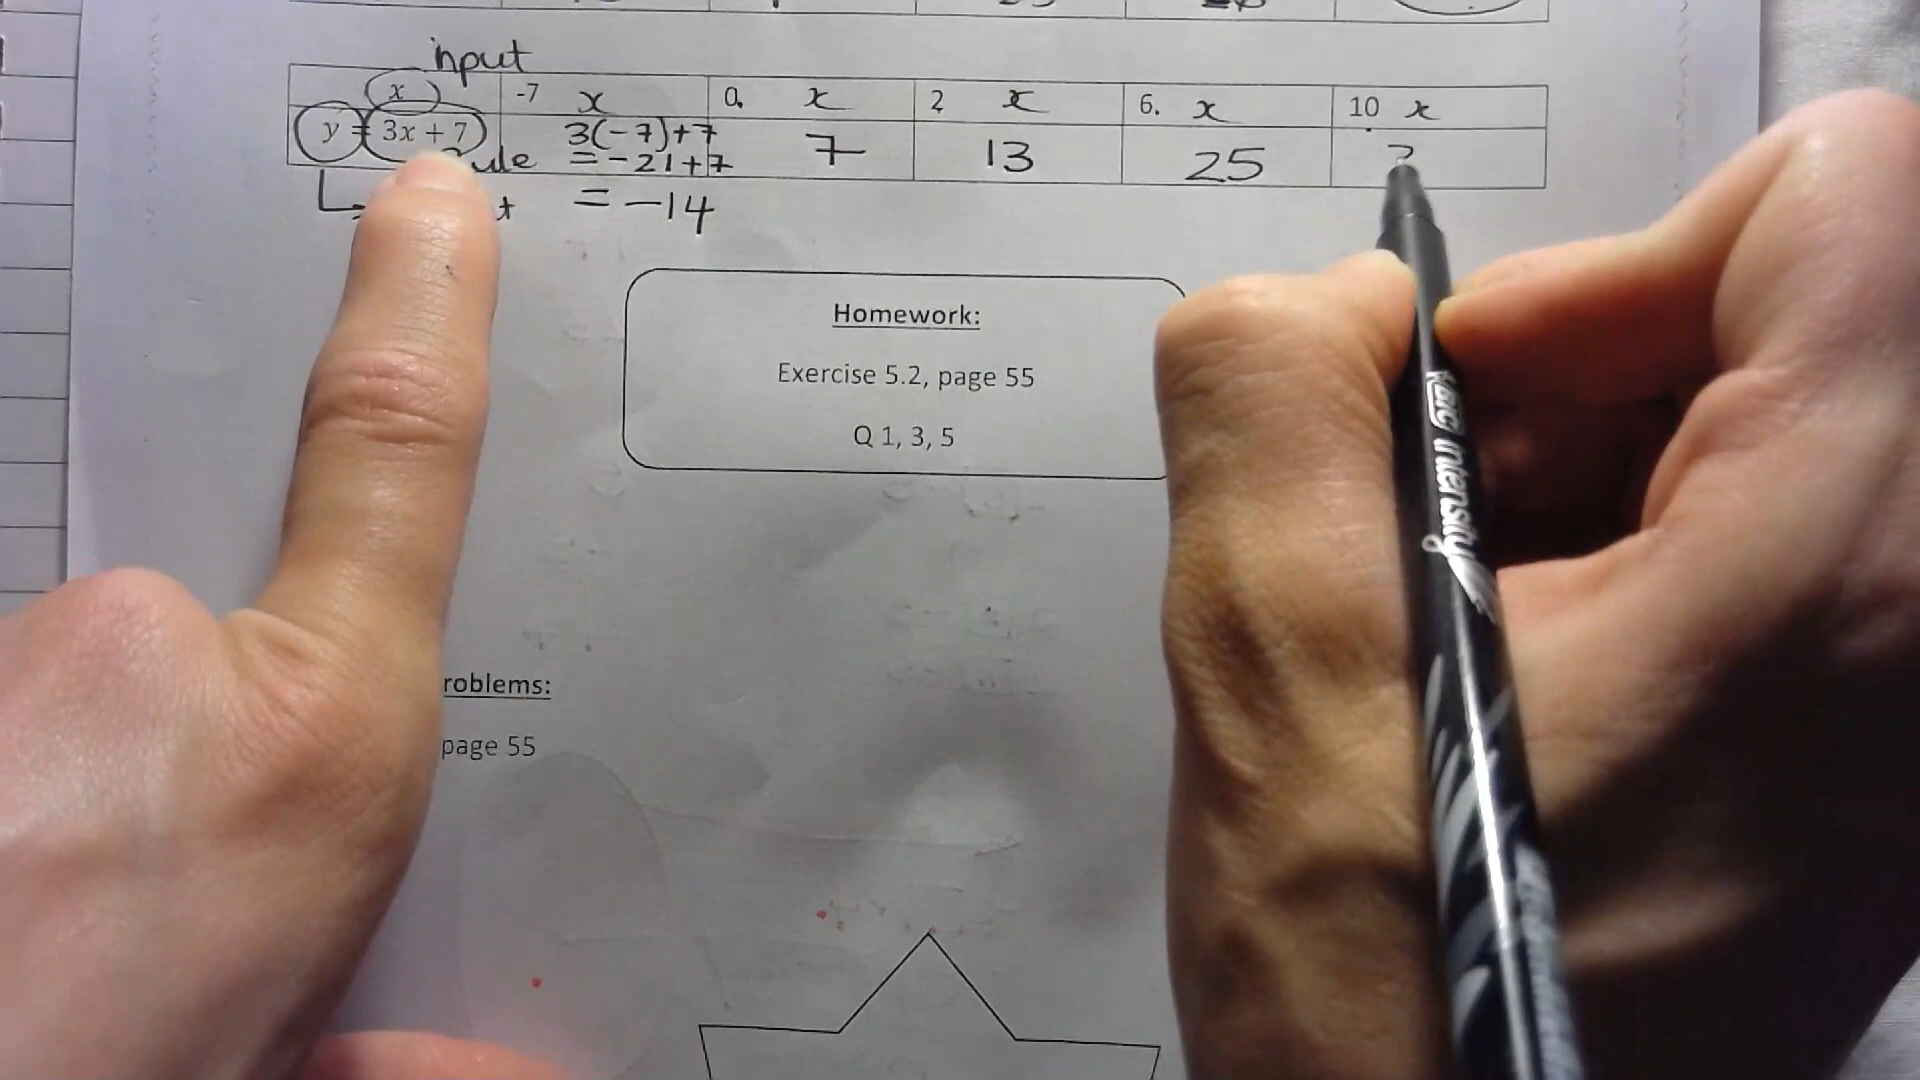 input
x -7 x 0. x 2 x 6. x 10 x
y = 3x + 7 3(-7)+7 7 13 25 3
= -21+7
= -14
Homework:
Exercise 5.2, page 55
Q 1, 3, 5
roblems:
page 55
BIC intensity